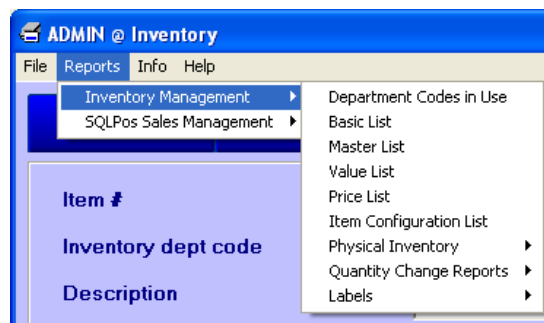 ADMIN @ Inventory
File Reports Info Help
Inventory Management
SQLPos Sales Management
Department Codes in Use
Basic List
Master List
Value List
Price List
Item Configuration List
Physical Inventory
Quantity Change Reports
Labels
Item #
Inventory dept code
Description